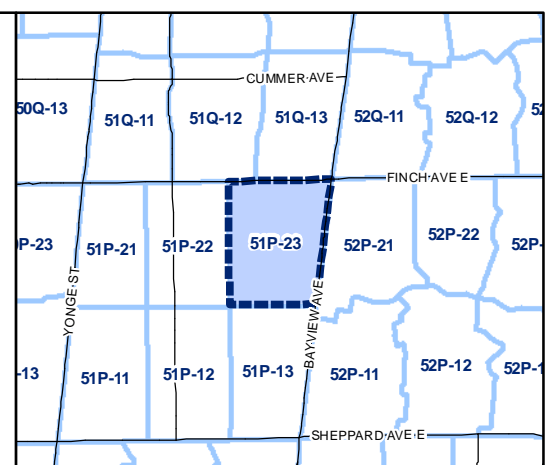 CUMMER AVE
50Q-13
51Q-11
51Q-12
51Q-13
52Q-11
52Q-12
FINCH AVE E
P-23
51P-21
51P-22
51P-23
52P-21
52P-22
52P-
YONGE ST
BAYVIEW AVE
-13
51P-11
51P-12
51P-13
52P-11
52P-12
52P-1
SHEPPARD AVE E